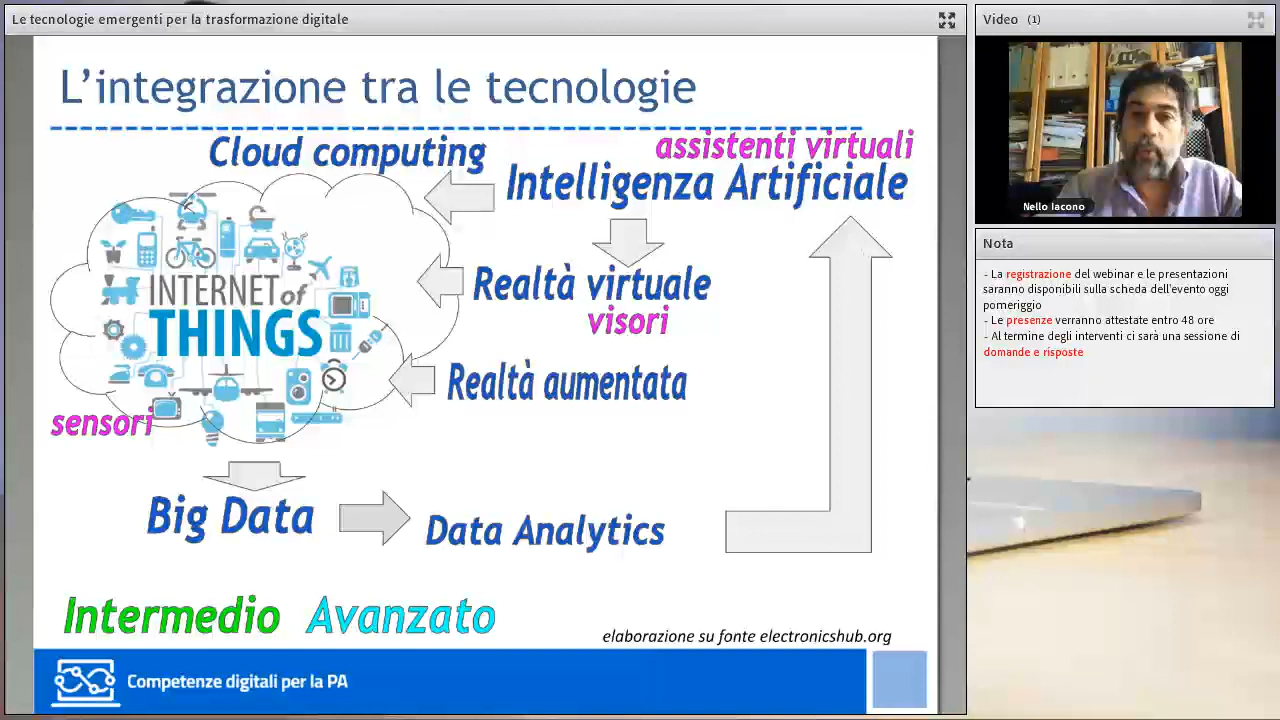 Le tecnologie emergenti per la trasformazione digitale
L'integrazione tra le tecnologie
Cloud computing
assistenti virtuali
Intelligenza Artificiale
INTERNET of
THINGS
Realtà virtuale
visori
Realtà aumentata
sensori
Big Data
Data Analytics
Intermedio Avanzato
elaborazione su fonte electronicshub.org
Competenze digitali per la PA
Video (1)
Nello Iacono
Nota
- La registrazione del webinar e le presentazioni
saranno disponibili sulla scheda dell'evento oggi
pomeriggio
- Le presenze verranno attestate entro 48 ore
- Al termine degli interventi ci sarà una sessione di
domande e risposte